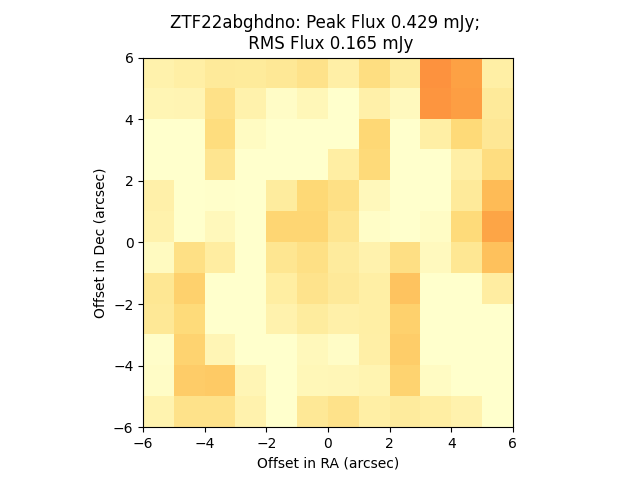 ZTF22abghdno: Peak Flux 0.429 mJy;
RMS Flux 0.165 mJy
6
4
2
0
−2
−4
−6
Offset in Dec (arcsec)
−6 −4 −2 0 2 4 6
Offset in RA (arcsec)